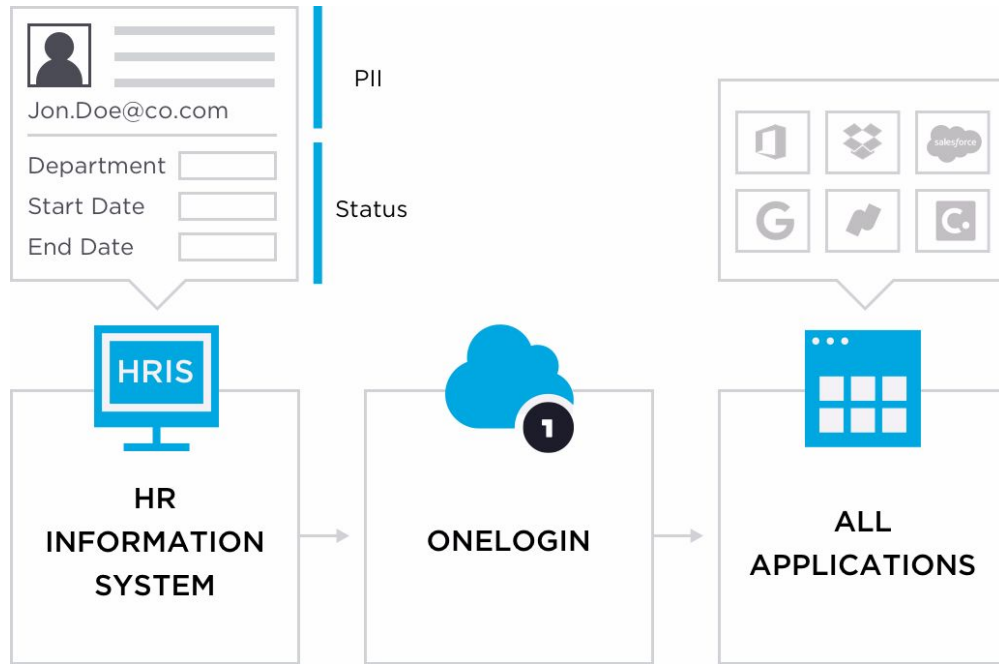 Jon.Doe@co.com
PII
Department
Start Date
End Date
Status
salesforce
G
C.
HRIS
1
HR
INFORMATION
SYSTEM
ONELOGIN
ALL
APPLICATIONS